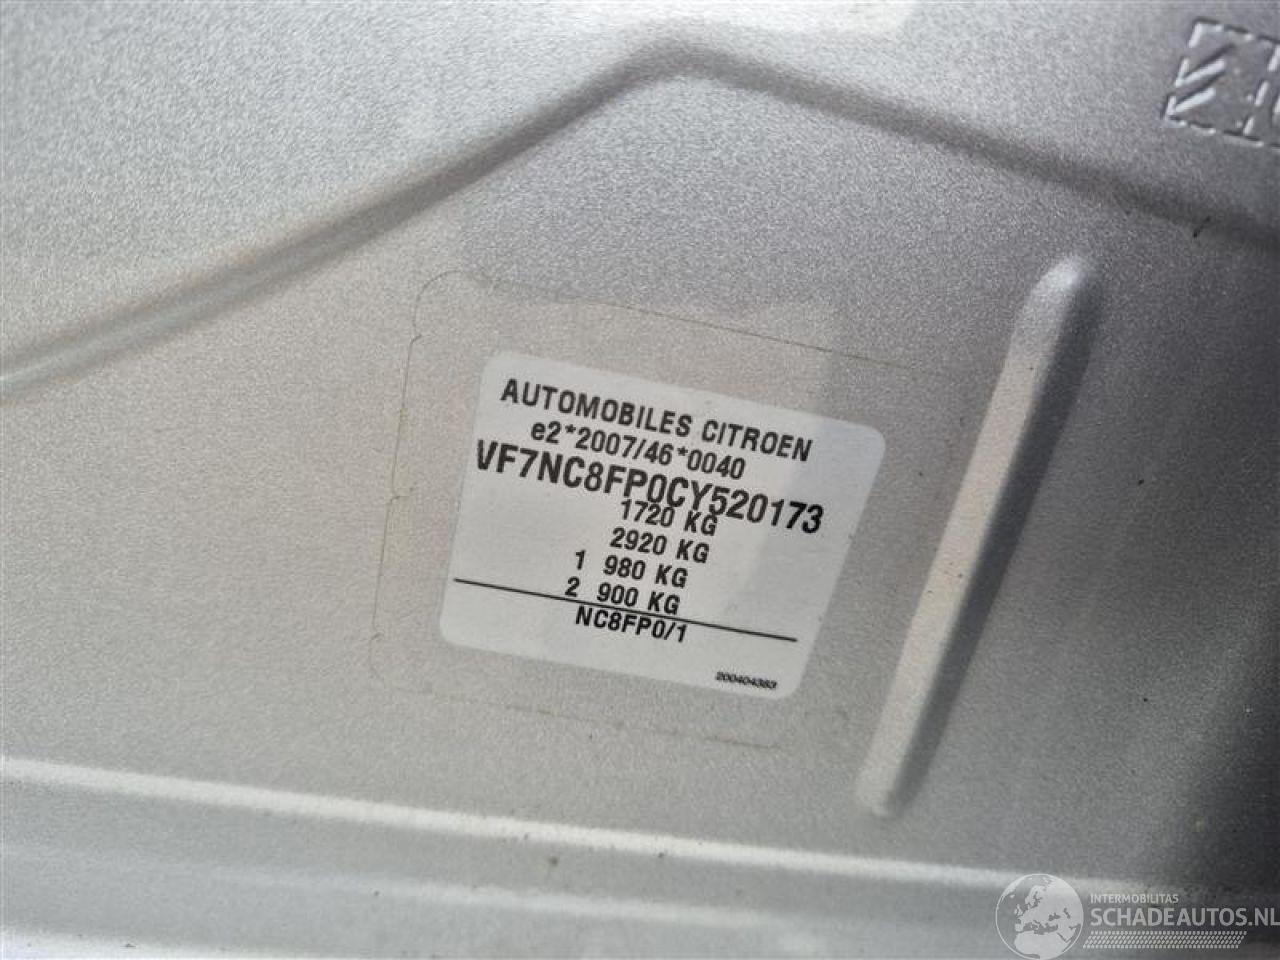 AUTOMOBILES CITROEN
e2*2007/46*0040
VF7NC8FP0CY520173
1720 KG
2920 KG
1 980 KG
2 900 KG
NC8FP0/1
200404383
INTERMOBILITAS
SCHADEAUTOS.NL